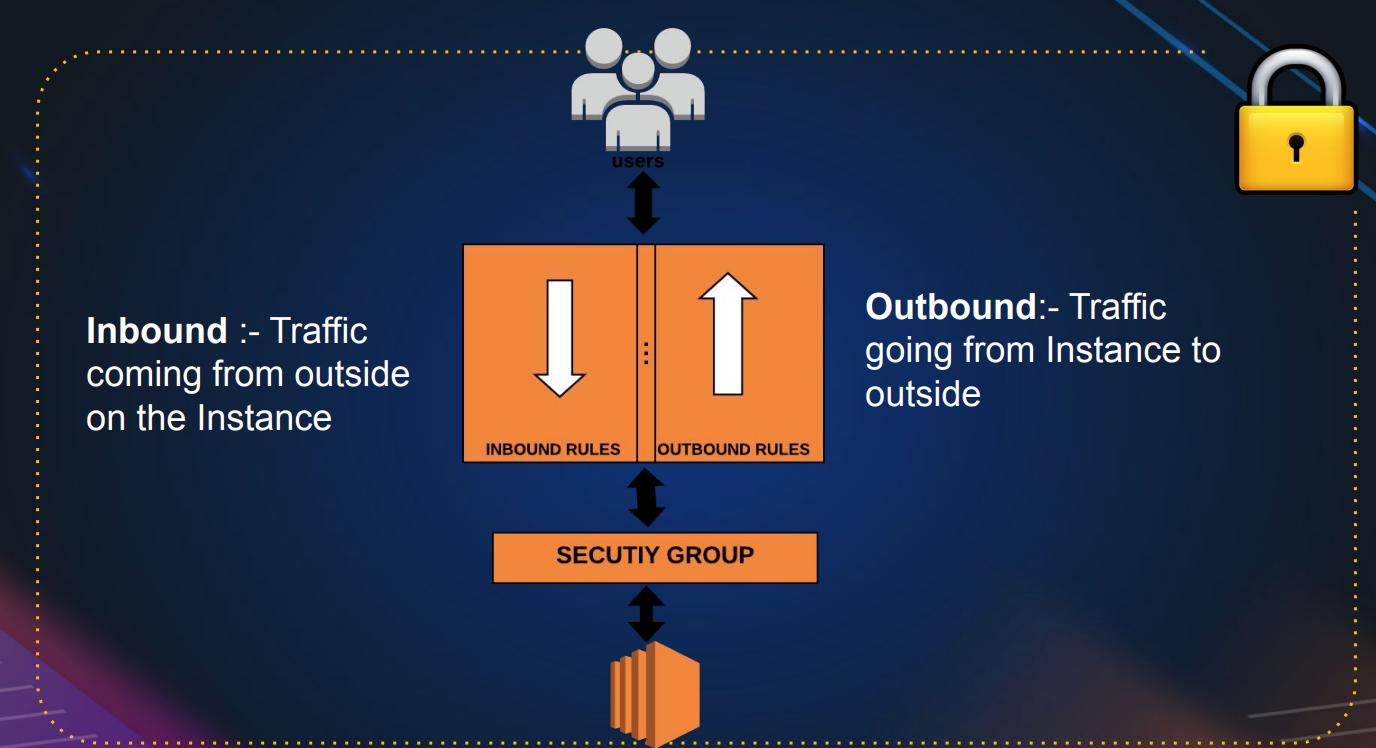 users
Inbound :- Traffic
coming from outside
on the Instance
INBOUND RULES
OUTBOUND RULES
Outbound:- Traffic
going from Instance to
outside
SECUTIY GROUP